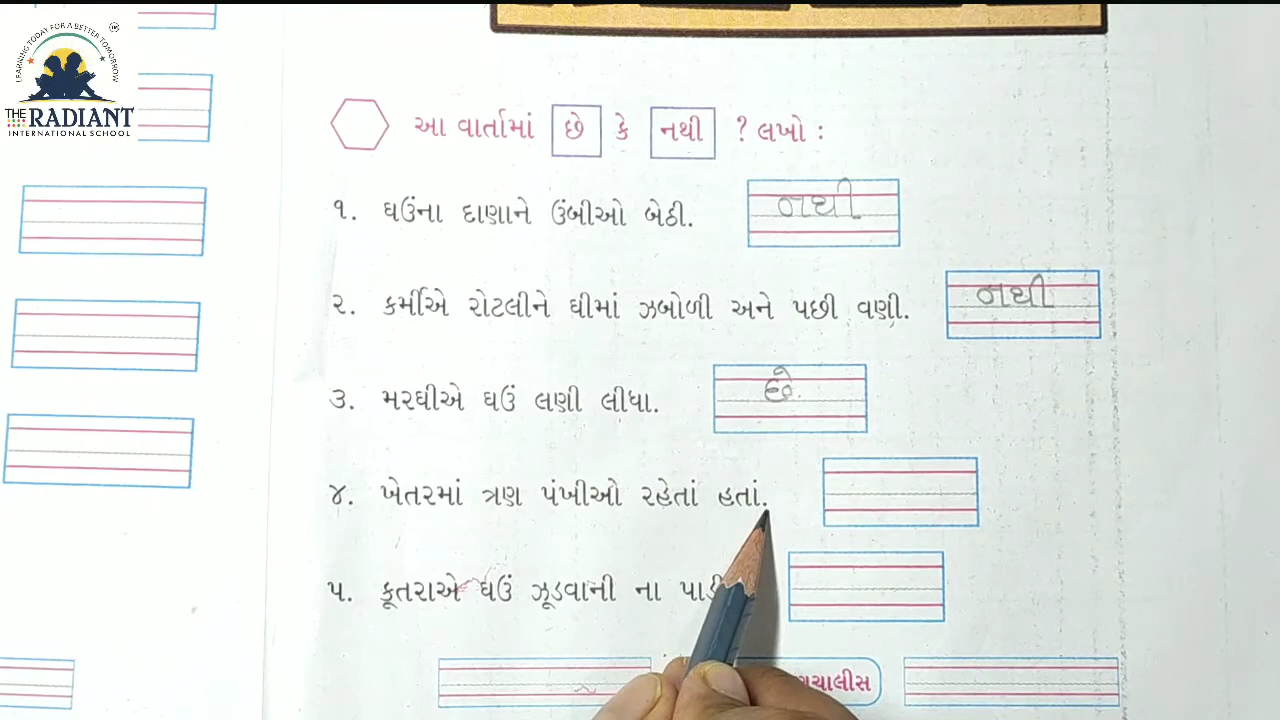 LEARNING TODAY FOR A BETTER TOMORROW
THE RADIANT
INTERNATIONAL SCHOOL
આ વાર્તામાં છે કે નથી ? લખો :
૧. ઘઉંના દાણાને ઉંબીઓ બેઠી. નથી
૨. કર્મીએ રોટલીને ઘીમાં ઝબોળી અને પછી વણી. નથી
૩. મરઘીએ ઘઉં લણી લીધા. છે.
૪. ખેતરમાં ત્રણ પંખીઓ રહેતાં હતાં.
૫. કૂતરાએ ઘઉં ઝૂડવાની ના